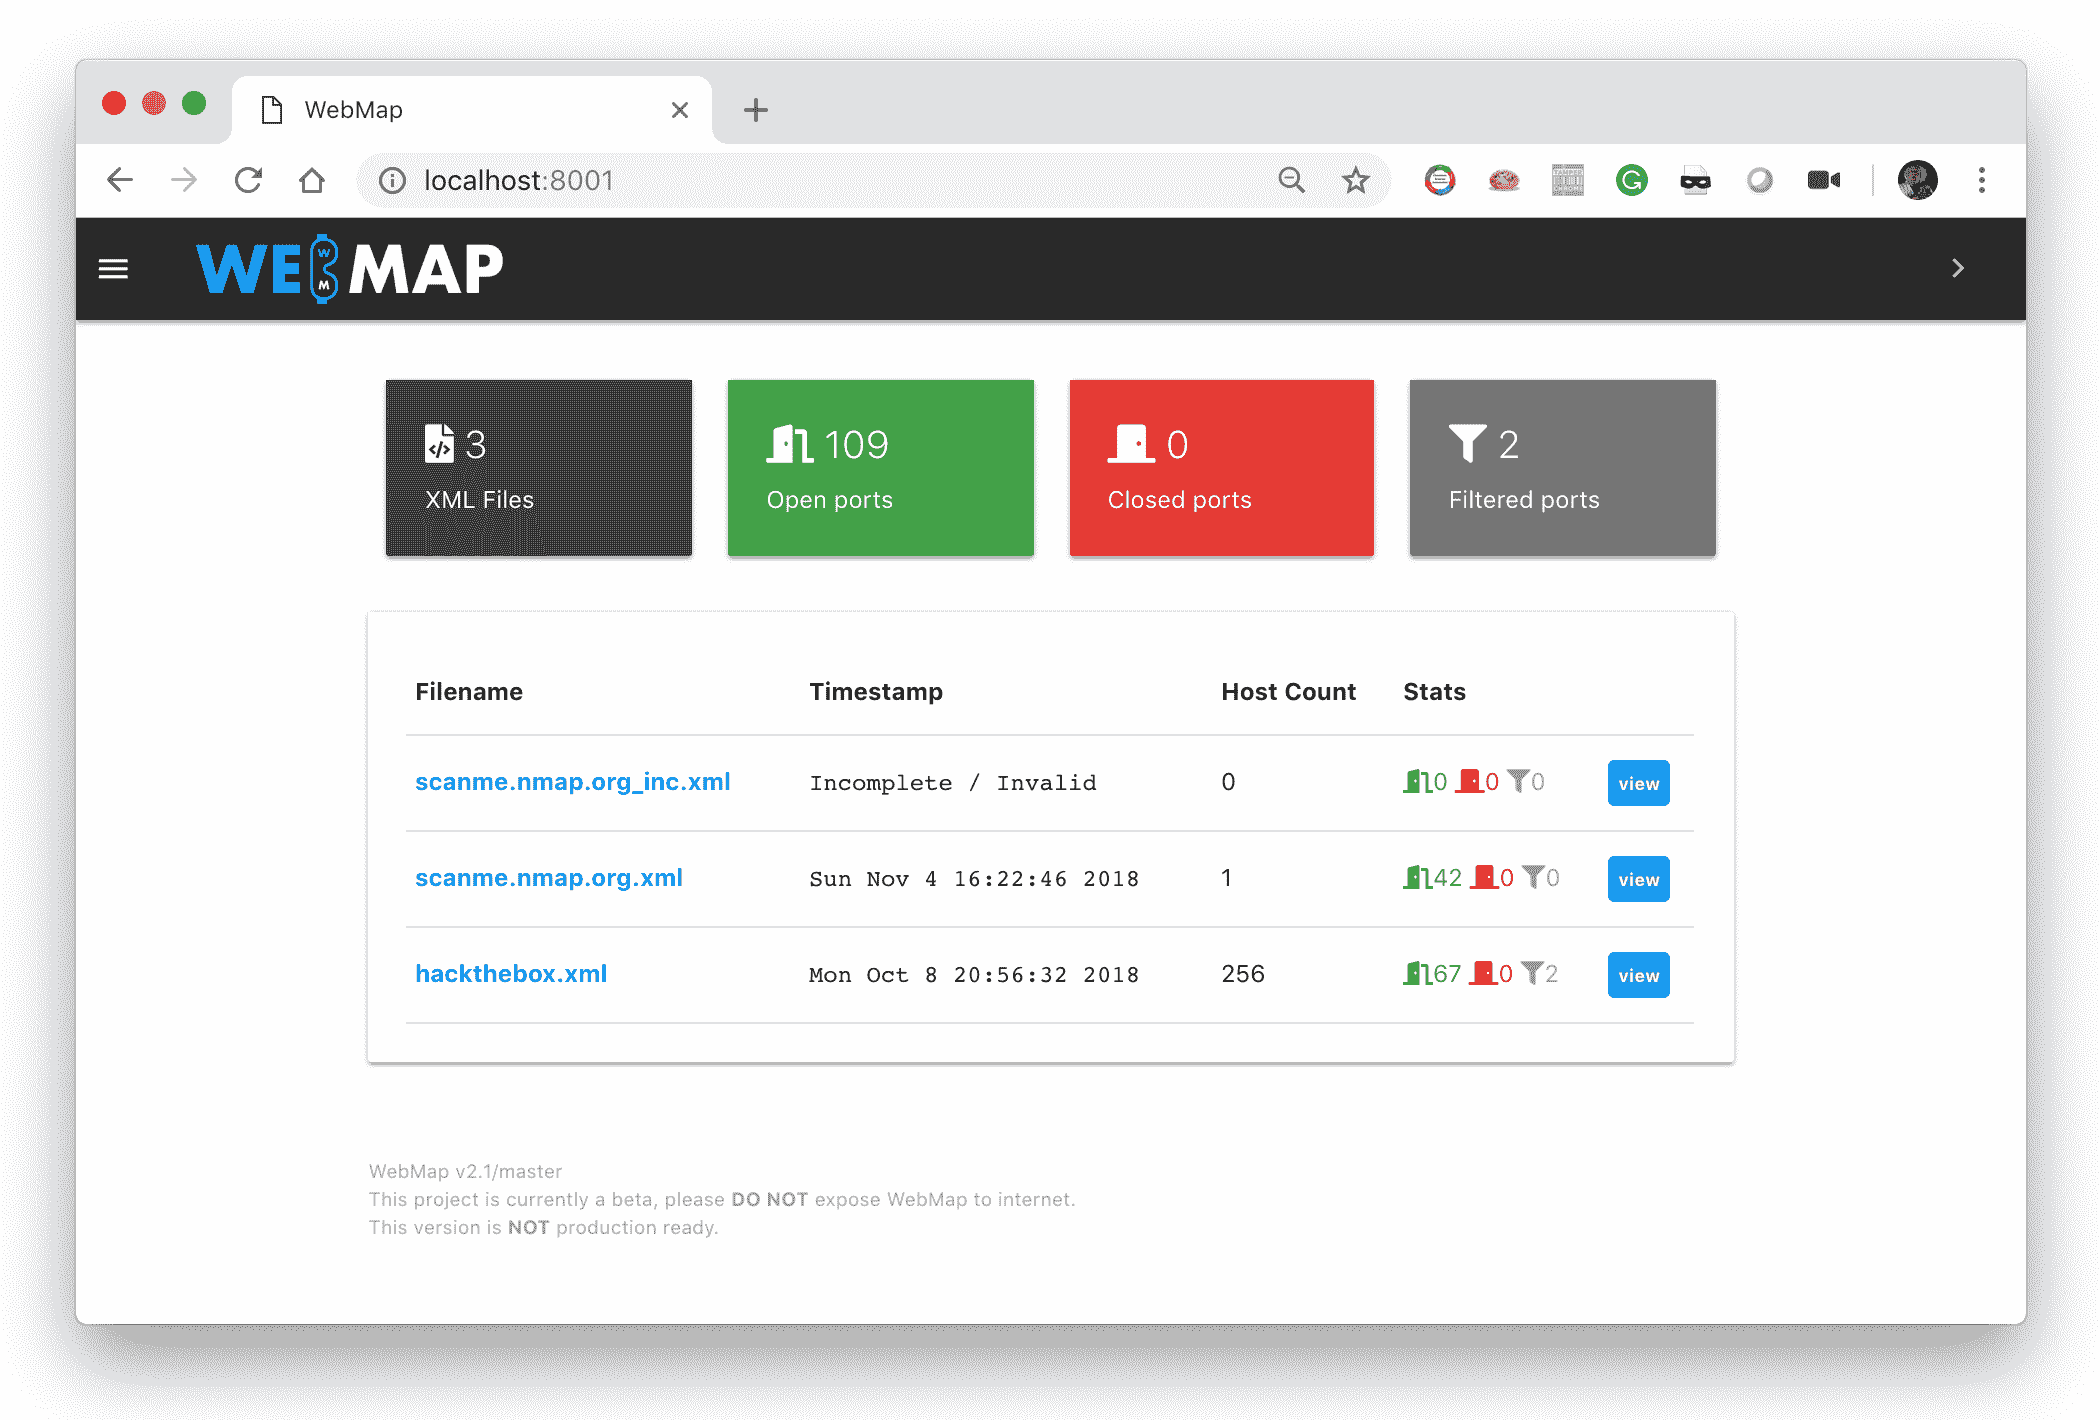 WebMap
localhost:8001
WEB MAP
W
M
3
XML Files
109
Open ports
0
Closed ports
2
Filtered ports
Filename Timestamp Host Count Stats
scanme.nmap.org_inc.xml Incomplete / Invalid 0 0 0 0 view
scanme.nmap.org.xml Sun Nov 4 16:22:46 2018 1 42 0 0 view
hackthebox.xml Mon Oct 8 20:56:32 2018 256 67 0 2 view
WebMap v2.1/master
This project is currently a beta, please DO NOT expose WebMap to internet.
This version is NOT production ready.